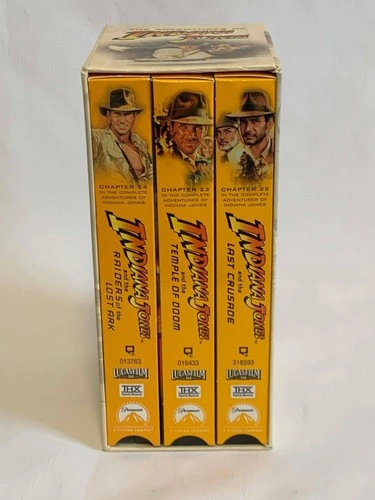 CHAPTER 24
IN THE COMPLETE
ADVENTURES OF
INDIANA JONES
INDIANA JONES
and the
RAIDERS of the
LOST ARK
013763
LUCASFILM
THX
Paramount
CHAPTER 23
IN THE COMPLETE
ADVENTURES OF
INDIANA JONES
INDIANA JONES
and the
TEMPLE OF DOOM
016433
LUCASFILM
THX
Paramount
CHAPTER 25
IN THE COMPLETE
ADVENTURES OF
INDIANA JONES
INDIANA JONES
and the
LAST CRUSADE
318593
LUCASFILM
THX
Paramount